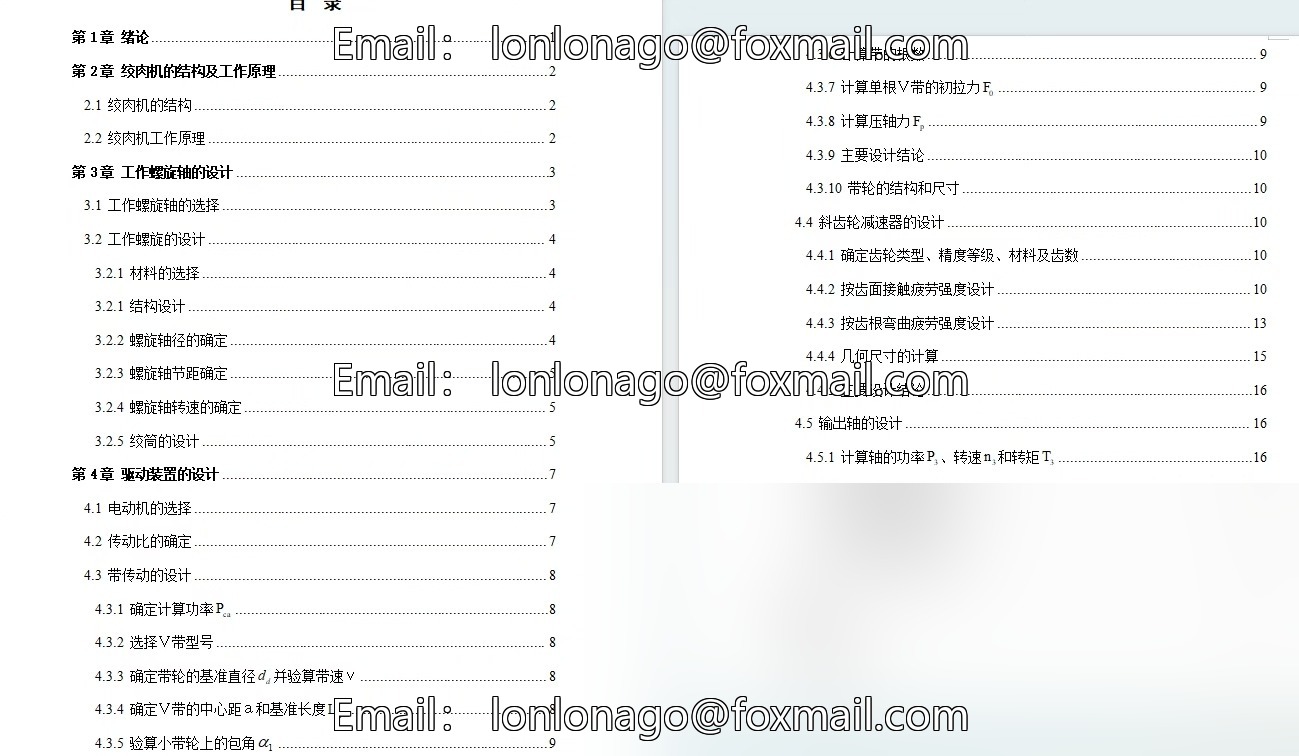 目 录
第 1 章 绪论 1
第 2 章 绞肉机的结构及工作原理 2
2.1 绞肉机的结构 2
2.2 绞肉机工作原理 2
第 3 章 工作螺旋轴的设计 3
3.1 工作螺旋轴的选择 3
3.2 工作螺旋的设计 4
3.2.1 材料的选择 4
3.2.1 结构设计 4
3.2.2 螺旋轴径的确定 4
3.2.3 螺旋轴节距确定
3.2.4 螺旋轴转速的确定 5
3.2.5 绞筒的设计 5
第 4 章 驱动装置的设计 7
4.1 电动机的选择 7
4.2 传动比的确定 7
4.3 带传动的设计 8
4.3.1 确定计算功率Pca 8
4.3.2 选择V带型号 8
4.3.3 确定带轮的基准直径dd并验算带速v 8
4.3.4 确定V带的中心距a和基准长度L
4.3.5 验算小带轮上的包角α1 9
计算带的根数 9
4.3.7 计算单根V带的初拉力F0 9
4.3.8 计算压轴力Fp 9
4.3.9 主要设计结论 10
4.3.10 带轮的结构和尺寸 10
4.4 斜齿轮减速器的设计 10
4.4.1 确定齿轮类型、精度等级、材料及齿数 10
4.4.2 按齿面接触疲劳强度设计 10
4.4.3 按齿根弯曲疲劳强度设计 13
4.4.4 几何尺寸的计算 15
主要设计结论 16
4.5 输出轴的设计 16
4.5.1 计算轴的功率P3、转速n3和转矩T3 16
Email： lonlonago@foxmail.com
Email： lonlonago@foxmail.com
Email： lonlonago@foxmail.com